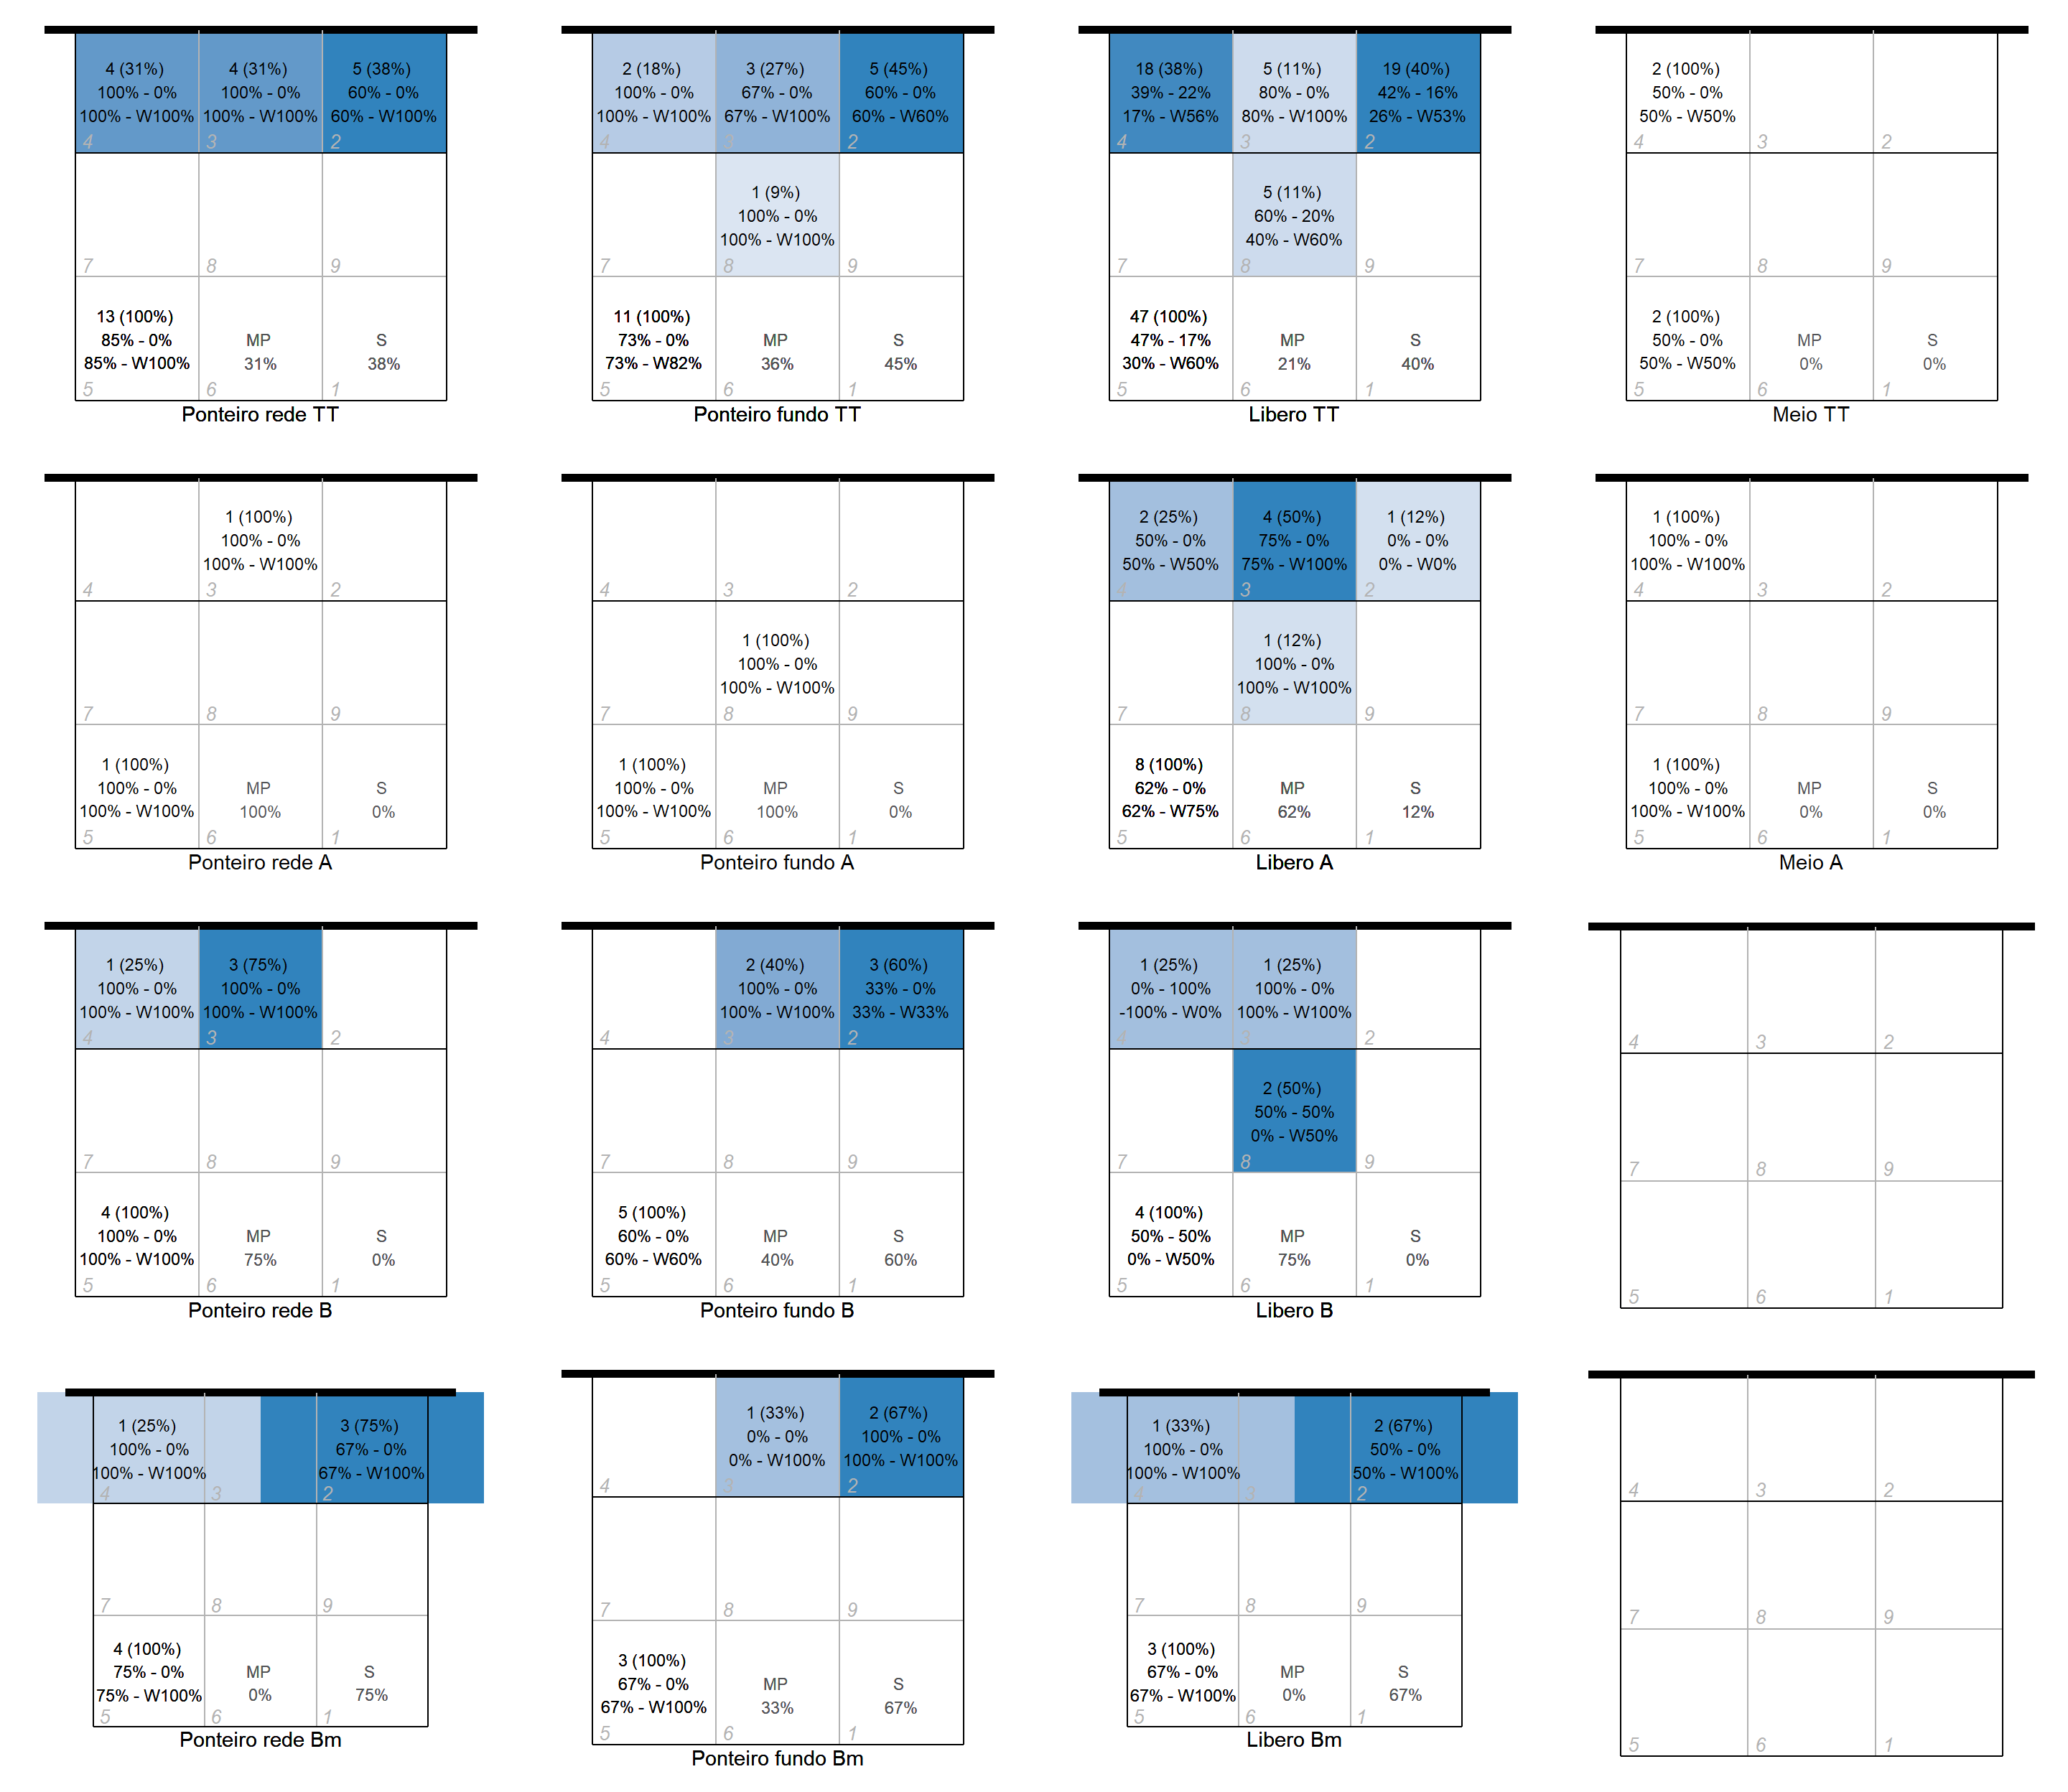 4 (31%)
100% - 0%
100% - W100%
4
4 (31%)
100% - 0%
100% - W100%
3
5 (38%)
60% - 0%
60% - W100%
2
7
8
9
13 (100%)
85% - 0%
85% - W100%
5
MP
31%
6
S
38%
1
Ponteiro rede TT
2 (18%)
100% - 0%
100% - W100%
4
3 (27%)
67% - 0%
67% - W100%
3
5 (45%)
60% - 0%
60% - W60%
2
7
1 (9%)
100% - 0%
100% - W100%
8
9
11 (100%)
73% - 0%
73% - W82%
5
MP
36%
6
S
45%
1
Ponteiro fundo TT
18 (38%)
39% - 22%
17% - W56%
4
5 (11%)
80% - 0%
80% - W100%
3
19 (40%)
42% - 16%
26% - W53%
2
7
5 (11%)
60% - 20%
40% - W60%
8
9
47 (100%)
47% - 17%
30% - W60%
5
MP
21%
6
S
40%
1
Libero TT
2 (100%)
50% - 0%
50% - W50%
4
3
2
7
8
9
2 (100%)
50% - 0%
50% - W50%
5
MP
0%
6
S
0%
1
Meio TT
4
1 (100%)
100% - 0%
100% - W100%
3
2
7
8
9
1 (100%)
100% - 0%
100% - W100%
5
MP
100%
6
S
0%
1
Ponteiro rede A
4
3
2
7
1 (100%)
100% - 0%
100% - W100%
8
9
1 (100%)
100% - 0%
100% - W100%
5
MP
100%
6
S
0%
1
Ponteiro fundo A
2 (25%)
50% - 0%
50% - W50%
4
4 (50%)
75% - 0%
75% - W100%
3
1 (12%)
0% - 0%
0% - W0%
2
7
1 (12%)
100% - 0%
100% - W100%
8
9
8 (100%)
62% - 0%
62% - W75%
5
MP
62%
6
S
12%
1
Libero A
1 (100%)
100% - 0%
100% - W100%
4
3
2
7
8
9
1 (100%)
100% - 0%
100% - W100%
5
MP
0%
6
S
0%
1
Meio A
1 (25%)
100% - 0%
100% - W100%
4
3 (75%)
100% - 0%
100% - W100%
3
2
7
8
9
4 (100%)
100% - 0%
100% - W100%
5
MP
75%
6
S
0%
1
Ponteiro rede B
4
2 (40%)
100% - 0%
100% - W100%
3
3 (60%)
33% - 0%
33% - W33%
2
7
8
9
5 (100%)
60% - 0%
60% - W60%
5
MP
40%
6
S
60%
1
Ponteiro fundo B
1 (25%)
0% - 100%
-100% - W0%
4
1 (25%)
100% - 0%
100% - W100%
3
2
7
2 (50%)
50% - 50%
0% - W50%
8
9
4 (100%)
50% - 50%
0% - W50%
5
MP
75%
6
S
0%
1
Libero B
4
3
2
7
8
9
5
6
1
1 (25%)
100% - 0%
100% - W100%
4
3
3 (75%)
67% - 0%
67% - W100%
2
7
8
9
4 (100%)
75% - 0%
75% - W100%
5
MP
0%
6
S
75%
1
Ponteiro rede Bm
4
1 (33%)
0% - 0%
0% - W100%
3
2 (67%)
100% - 0%
100% - W100%
2
7
8
9
3 (100%)
67% - 0%
67% - W100%
5
MP
33%
6
S
67%
1
Ponteiro fundo Bm
1 (33%)
100% - 0%
100% - W100%
4
3
2 (67%)
50% - 0%
50% - W100%
2
7
8
9
3 (100%)
67% - 0%
67% - W100%
5
MP
0%
6
S
67%
1
Libero Bm
4
3
2
7
8
9
5
6
1